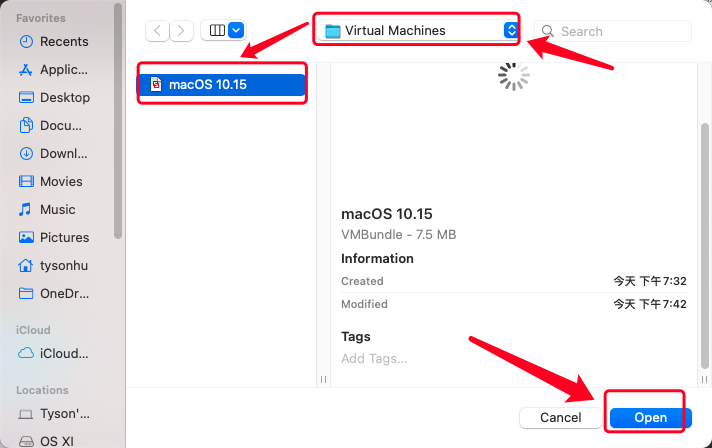 Favorites
Recents
Applic...
Desktop
Docu...
Downl...
Movies
Music
Pictures
tysonhu
OneDr...
iCloud
iCloud...
Locations
Tyson'...
OS XI
Virtual Machines
Search
macOS 10.15
macOS 10.15
VMBundle - 7.5 MB
Information
Created 今天 下午7:32
Modified 今天 下午7:42
Tags
Add Tags...
Cancel Open